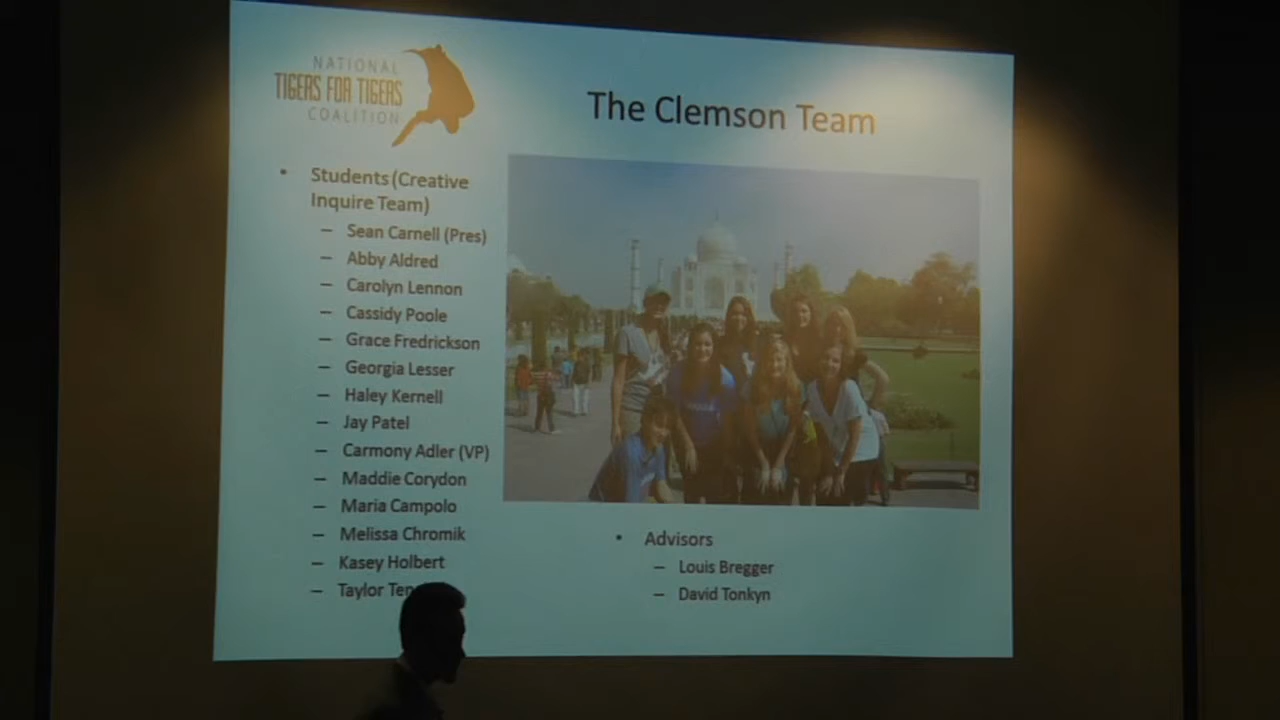 NATIONAL
TIGERS FOR TIGERS
COALITION
The Clemson Team
• Students (Creative
Inquire Team)
– Sean Carnell (Pres)
– Abby Aldred
– Carolyn Lennon
– Cassidy Poole
– Grace Fredrickson
– Georgia Lesser
– Haley Kernell
– Jay Patel
– Carmony Adler (VP)
– Maddie Corydon
– Maria Campolo
– Melissa Chromik
– Kasey Holbert
– Taylor
• Advisors
– Louis Bregger
– David Tonkyn